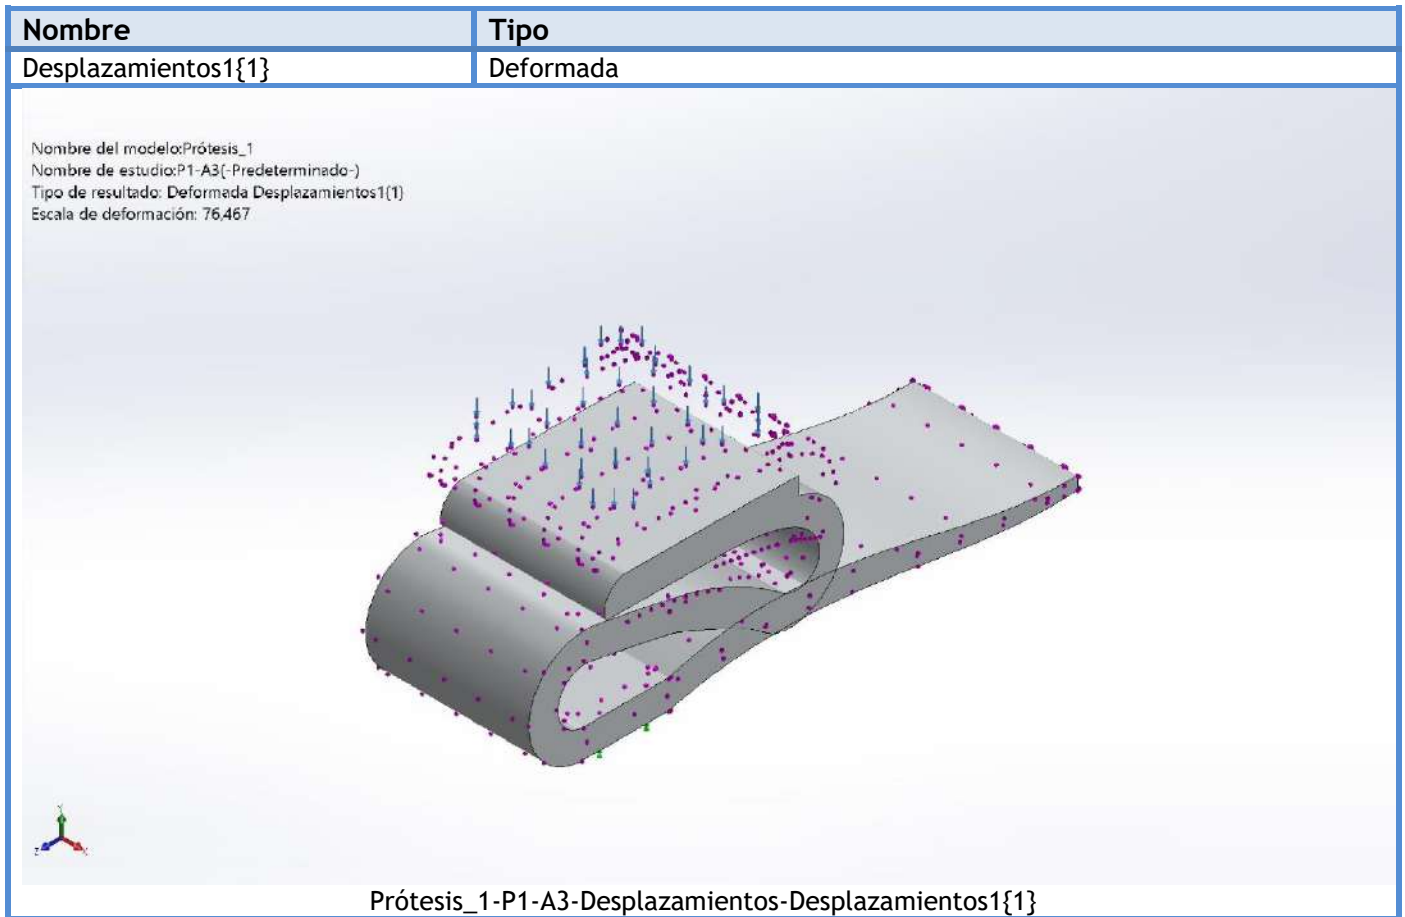 Nombre Tipo
Desplazamientos1{1} Deformada
Nombre del modelo:Prótesis_1
Nombre de estudio:P1-A3(-Predeterminado-)
Tipo de resultado: Deformada Desplazamientos1{1}
Escala de deformación: 76,467
Y
Z X
Prótesis_1-P1-A3-Desplazamientos-Desplazamientos1{1}